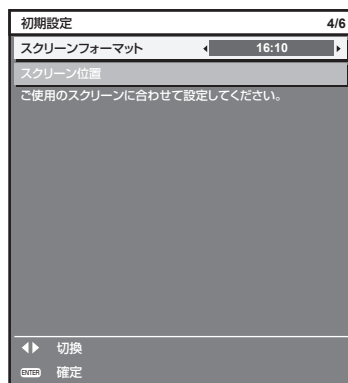 初期設定 4/6
スクリーンフォーマット 16:10
スクリーン位置
ご使用のスクリーンに合わせて設定してください。
切換
ENTER 確定